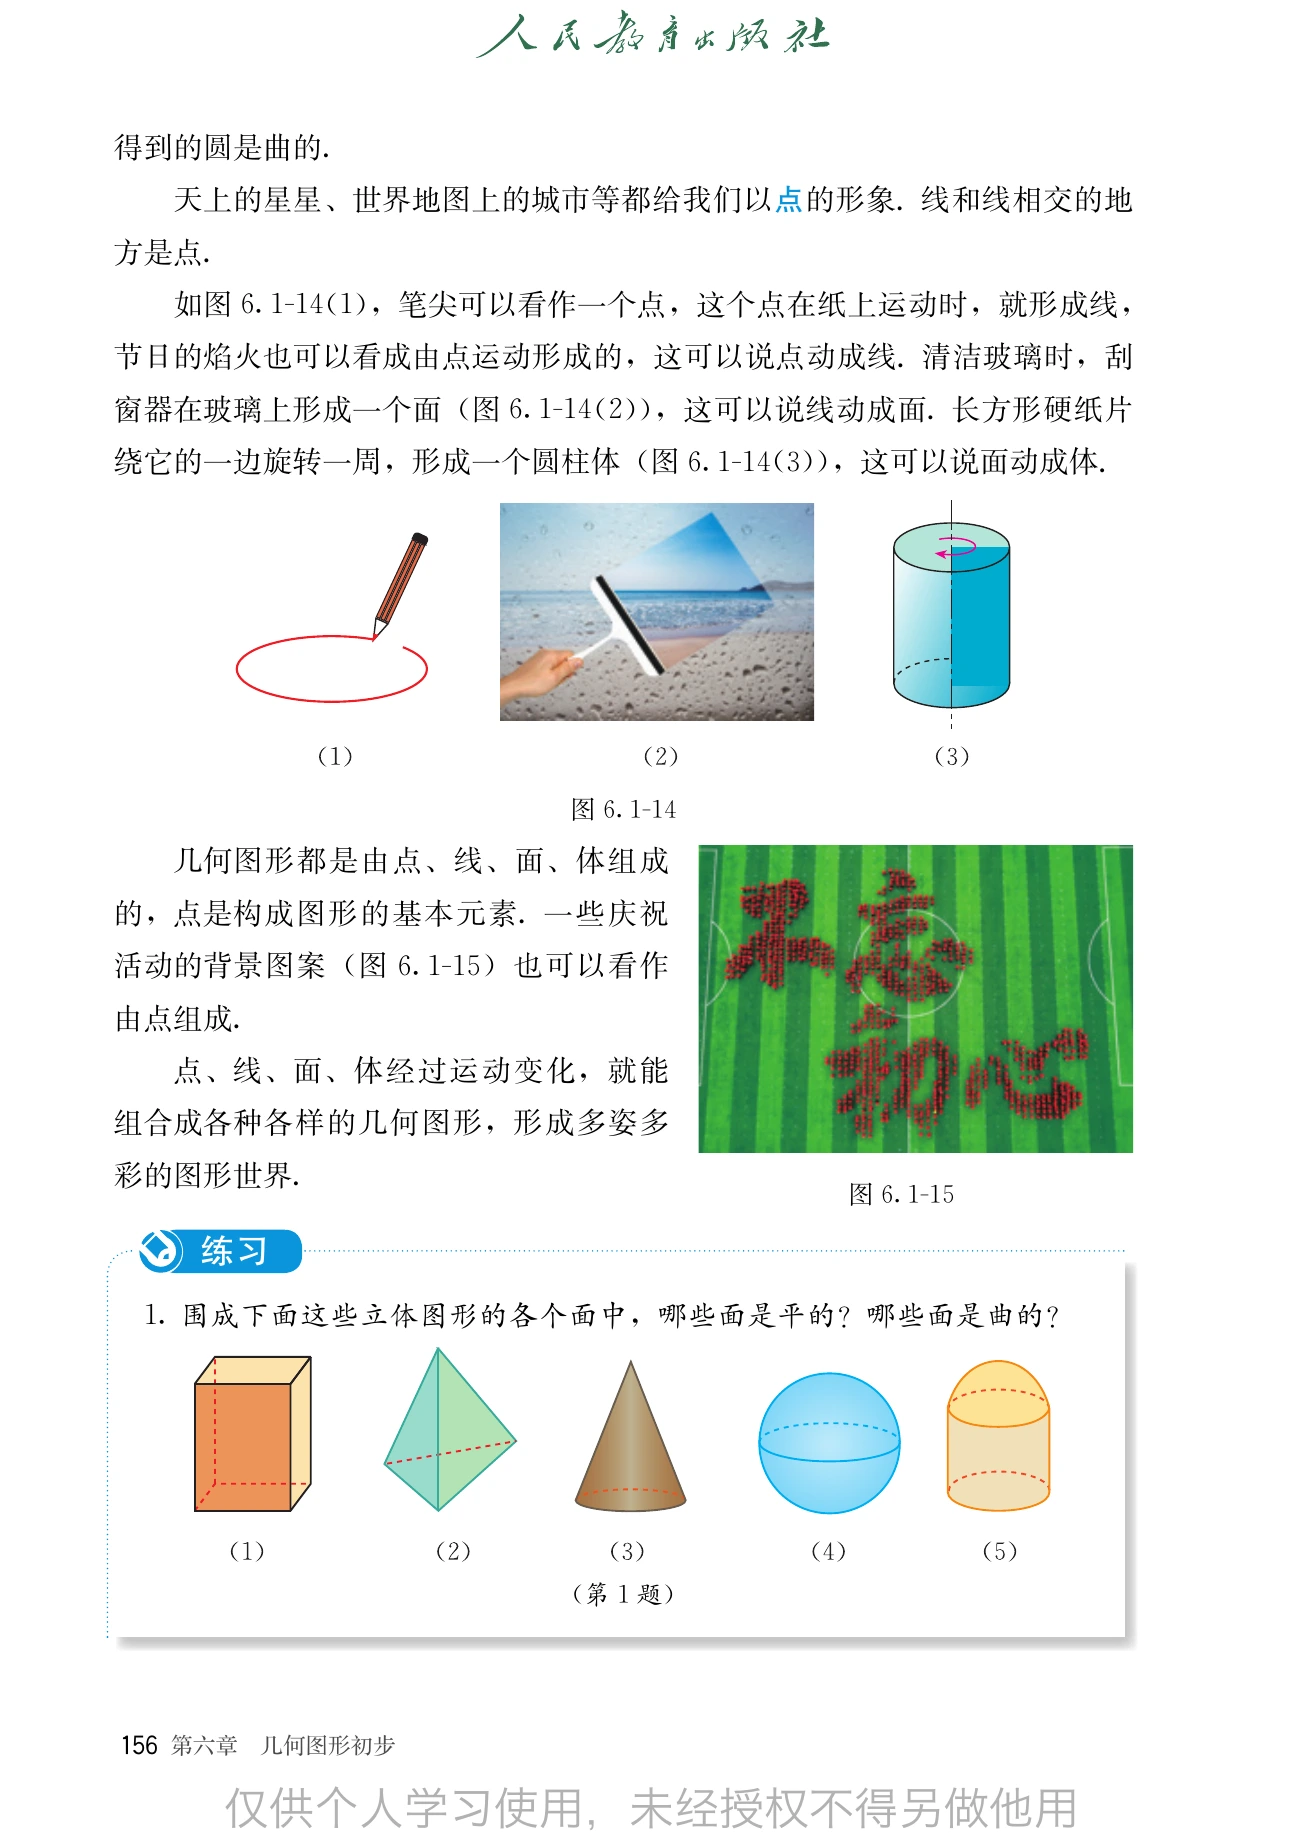 人民教育出版社
得到的圆是曲的.
天上的星星、世界地图上的城市等都给我们以点的形象. 线和线相交的地
方是点.
如图 6.1-14(1)，笔尖可以看作一个点，这个点在纸上运动时，就形成线，
节日的焰火也可以看成由点运动形成的，这可以说点动成线. 清洁玻璃时，刮
窗器在玻璃上形成一个面（图 6.1-14(2)），这可以说线动成面. 长方形硬纸片
绕它的一边旋转一周，形成一个圆柱体（图 6.1-14(3)），这可以说面动成体.
（1）
（2）
（3）
图 6.1-14
几何图形都是由点、线、面、体组成
的，点是构成图形的基本元素. 一些庆祝
活动的背景图案（图 6.1-15）也可以看作
由点组成.
点、线、面、体经过运动变化，就能
组合成各种各样的几何图形，形成多姿多
彩的图形世界.
不忘
初心
图 6.1-15
练习
1. 围成下面这些立体图形的各个面中，哪些面是平的？哪些面是曲的？
（1）
（2）
（3）
（4）
（5）
（第 1 题）
156 第六章 几何图形初步
仅供个人学习使用，未经授权不得另做他用